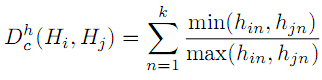 $D_c^h(H_i, H_j) = \sum_{n=1}^{k} \frac{\min(h_{in}, h_{jn})}{\max(h_{in}, h_{jn})}$